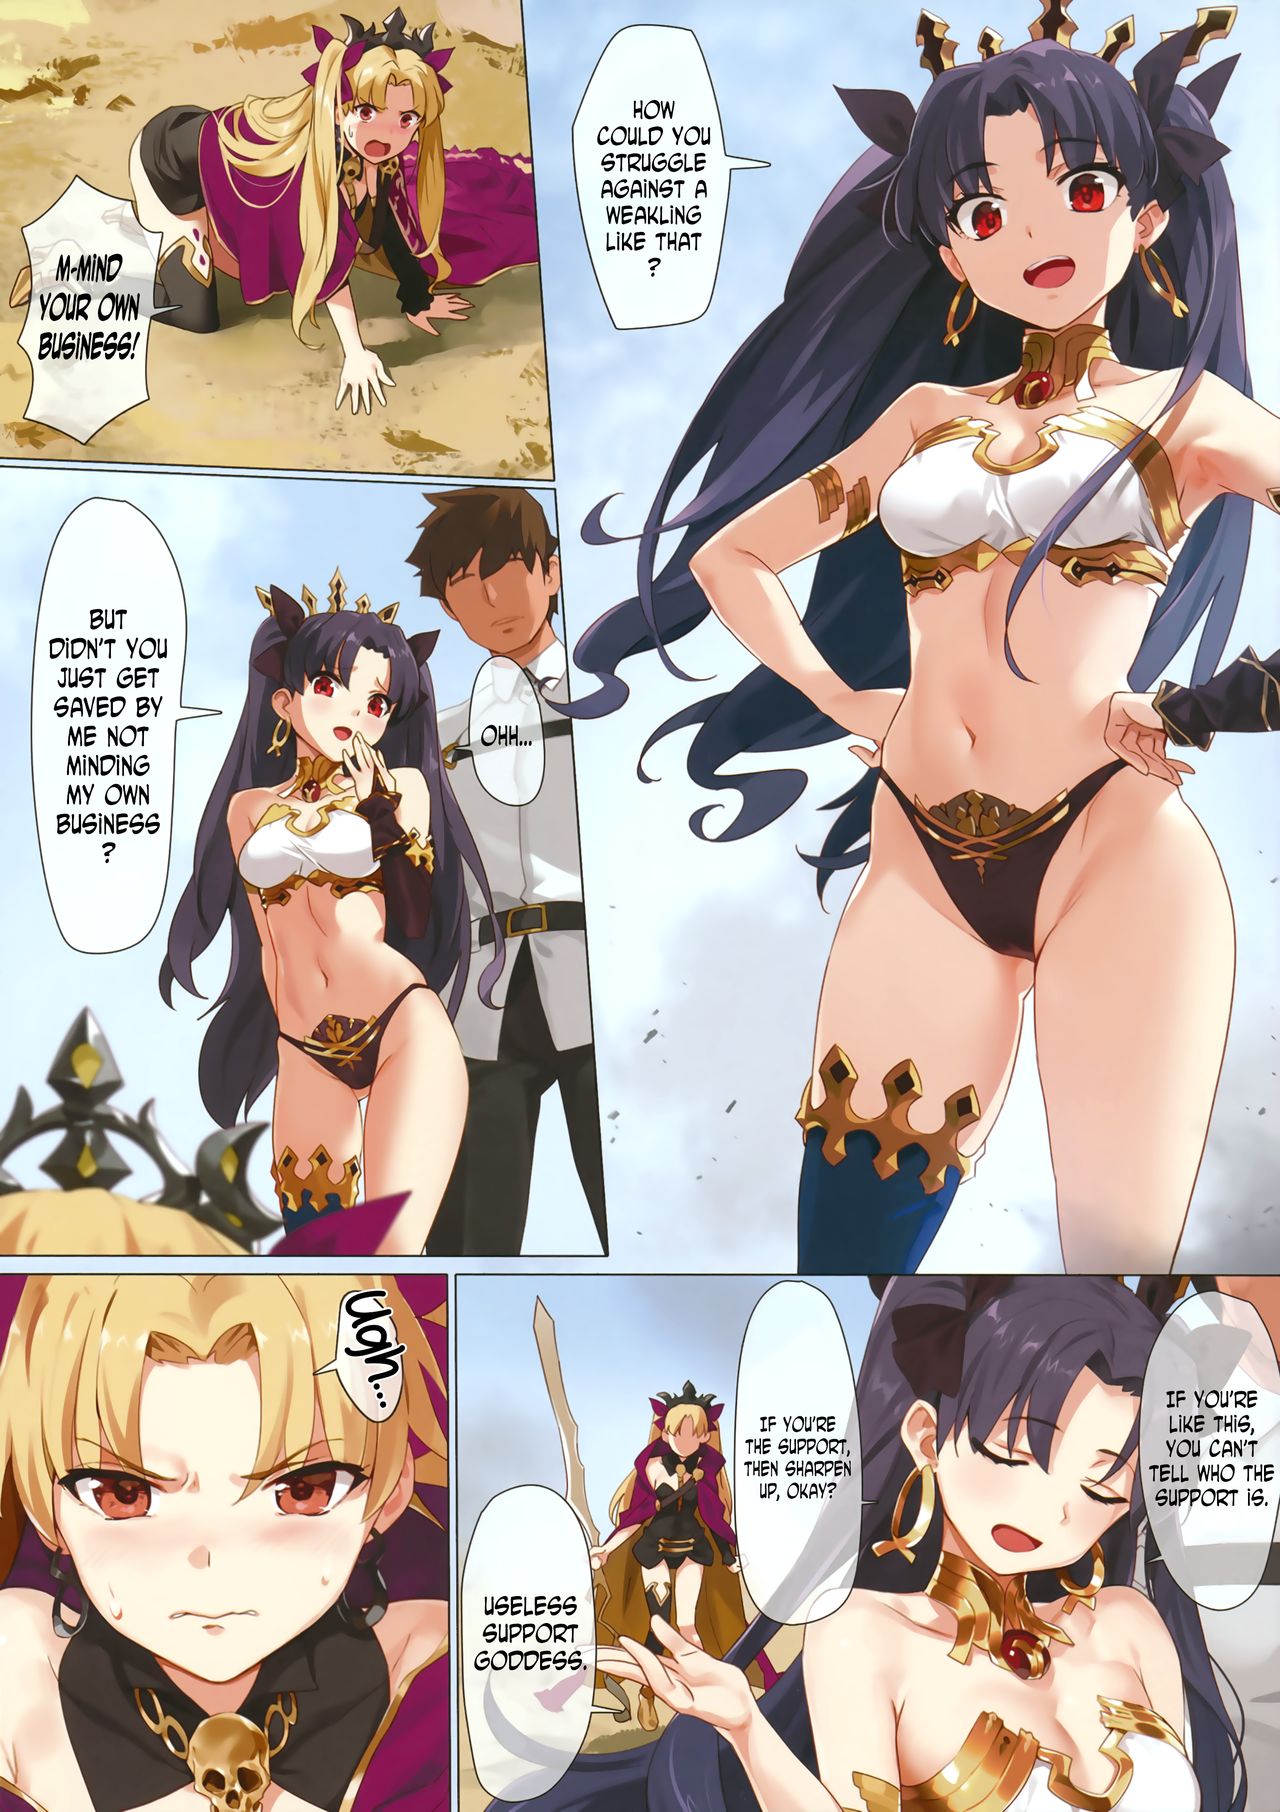 HOW
COULD YOU
STRUGGLE
AGAINST A
WEAKLING
LIKE THAT
?
M-MIND
YOUR OWN
BUSINESS!
OHH...
BUT
DIDN'T YOU
JUST GET
SAVED BY
ME NOT
MINDING
MY OWN
BUSINESS
?
IF YOU'RE
LIKE THIS,
YOU CAN'T
TELL WHO THE
SUPPORT IS.
IF YOU'RE
THE SUPPORT,
THEN SHARPEN
UP, OKAY?
USELESS
SUPPORT
GODDESS.
UGH...